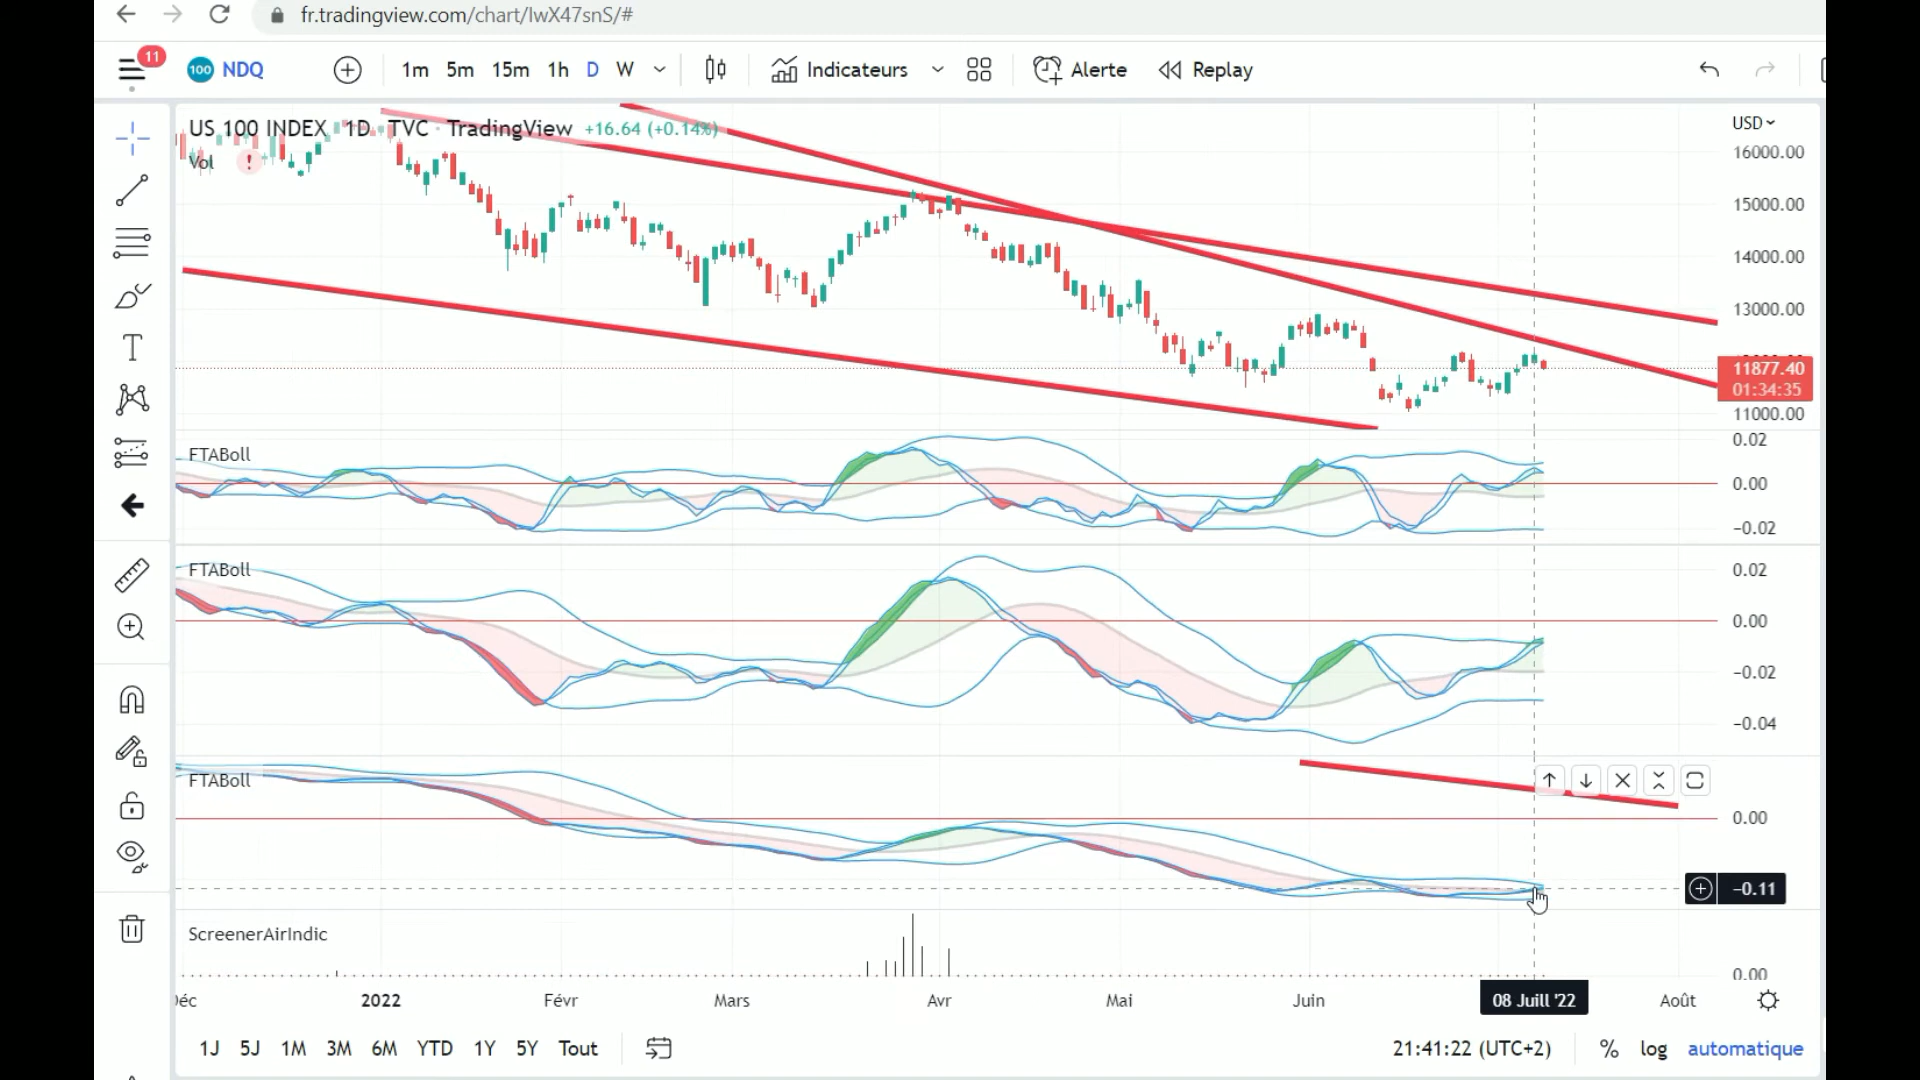 fr.tradingview.com/chart/IwX47snS/#
11 100 NDQ 1m 5m 15m 1h D W Indicateurs Alerte Replay
US 100 INDEX · 1D · TVC · TradingView +16.64 (+0.14%) USD
Vol !
16000.00
15000.00
14000.00
13000.00
11877.40
01:34:35
11000.00
FTABoll
0.02
0.00
−0.02
FTABoll
0.02
0.00
−0.02
−0.04
FTABoll
0.00
−0.11
ScreenerAirIndic
0.00
2022 Févr Mars Avr Mai Juin 08 Juill '22 Août
1J 5J 1M 3M 6M YTD 1Y 5Y Tout 21:41:22 (UTC+2) % log automatique